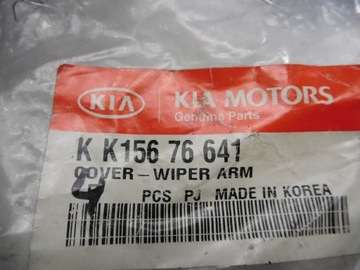 KIA KIA MOTORS
Genuine Parts
K K156 76 641
COVER-WIPER ARM
PCS PJ MADE IN KOREA